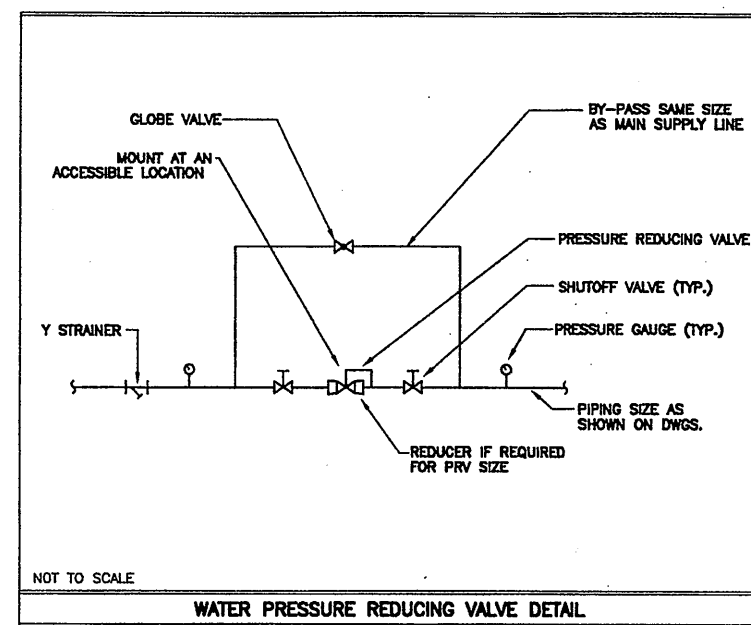 GLOBE VALVE
BY-PASS SAME SIZE
AS MAIN SUPPLY LINE
MOUNT AT AN
ACCESSIBLE LOCATION
PRESSURE REDUCING VALVE
SHUTOFF VALVE (TYP.)
Y STRAINER
PRESSURE GAUGE (TYP.)
PIPING SIZE AS
SHOWN ON DWGS.
REDUCER IF REQUIRED
FOR PRV SIZE
NOT TO SCALE
WATER PRESSURE REDUCING VALVE DETAIL